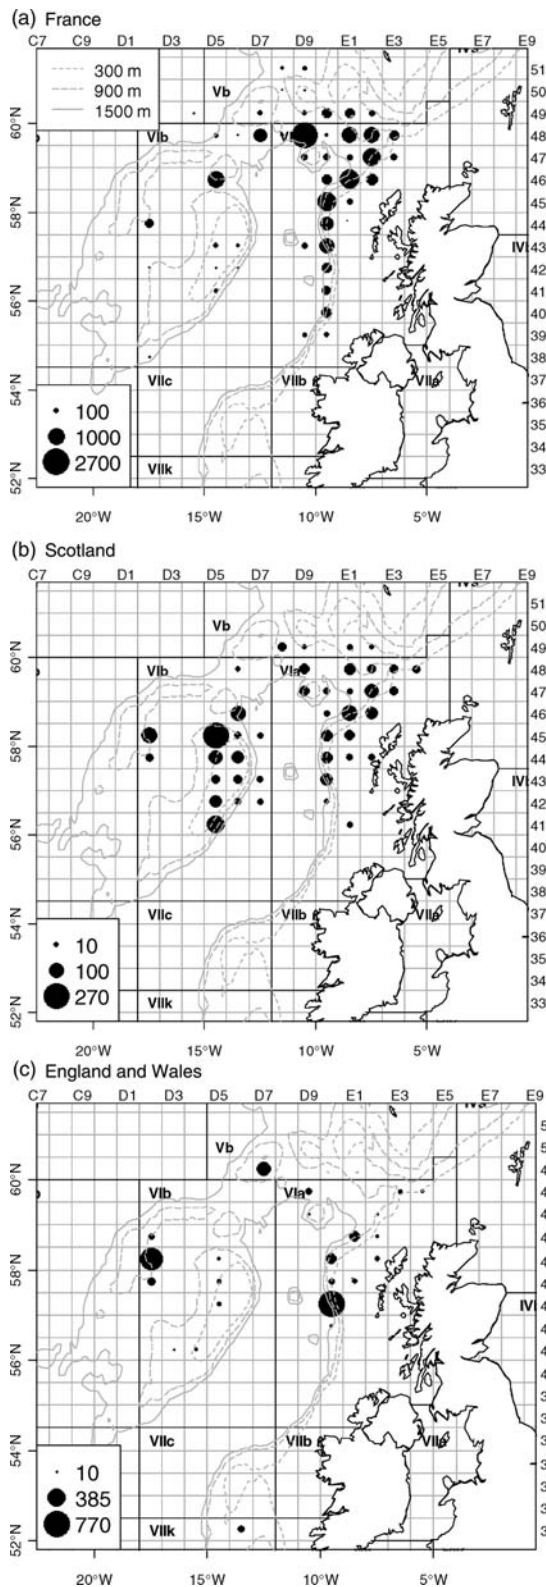 (a) France
C7 C9 D1 D3 D5 D7 D9 E1 E3 E5 E7 E9
300 m
900 m
1500 m
Vb
60°N
58°N
56°N
54°N
52°N
VIb
VIIc
VIIb
VIIa
VIIk
100
1000
2700
51
50
49
48
47
46
45
44
43
42
41
40
39
38
37
36
35
34
33
20°W 15°W 10°W 5°W
(b) Scotland
C7 C9 D1 D3 D5 D7 D9 E1 E3 E5 E7 E9
Vb
60°N
58°N
56°N
54°N
52°N
VIb
VIa
VIIc
VIIb
VIIa
VIIk
10
100
270
51
50
49
48
47
46
45
44
43
42
41
40
39
38
37
36
35
34
33
20°W 15°W 10°W 5°W
(c) England and Wales
C7 C9 D1 D3 D5 D7 D9 E1 E3 E5 E7 E9
Vb
60°N
58°N
56°N
54°N
52°N
VIb
VIa
VIIc
VIIb
VIIa
VIIk
10
385
770
20°W 15°W 10°W 5°W